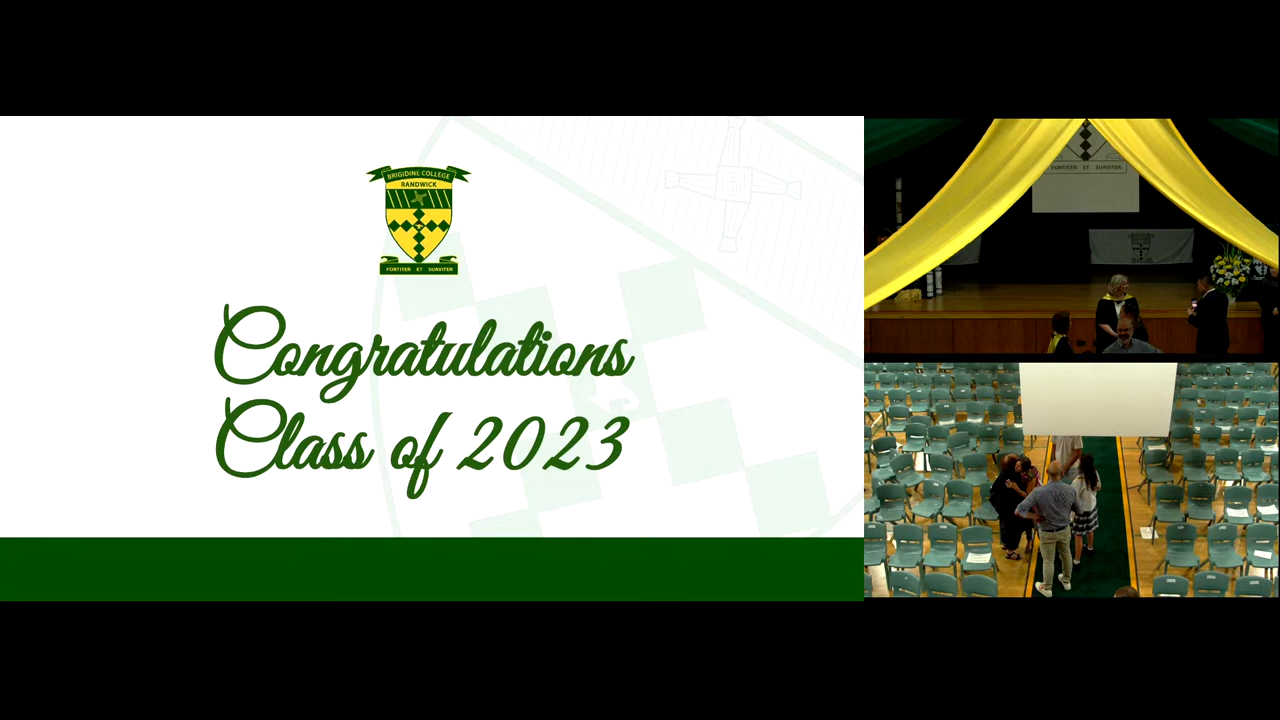 BRIGIDINE COLLEGE
RANDWICK
FORTITER ET SUAVITER
Congratulations
Class of 2023
FORTITER ET SUAVITER